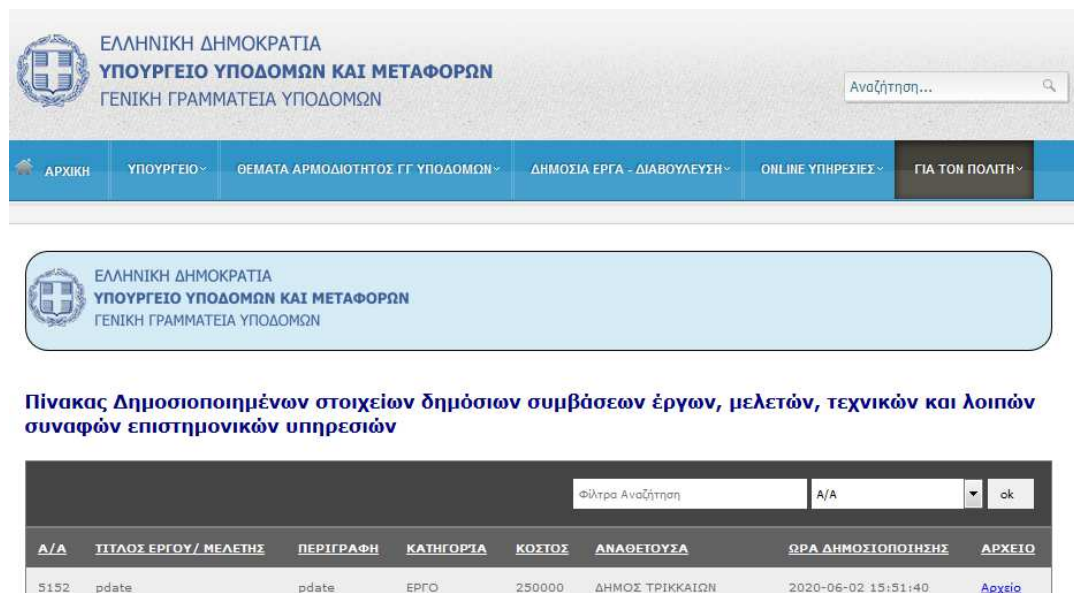 ΕΛΛΗΝΙΚΗ ΔΗΜΟΚΡΑΤΙΑ
ΥΠΟΥΡΓΕΙΟ ΥΠΟΔΟΜΩΝ ΚΑΙ ΜΕΤΑΦΟΡΩΝ
ΓΕΝΙΚΗ ΓΡΑΜΜΑΤΕΙΑ ΥΠΟΔΟΜΩΝ
Αναζήτηση...
ΑΡΧΙΚΗ ΥΠΟΥΡΓΕΙΟ ΘΕΜΑΤΑ ΑΡΜΟΔΙΟΤΗΤΟΣ ΓΓ ΥΠΟΔΟΜΩΝ ΔΗΜΟΣΙΑ ΕΡΓΑ - ΔΙΑΒΟΥΛΕΥΣΗ ONLINE ΥΠΗΡΕΣΙΕΣ ΓΙΑ ΤΟΝ ΠΟΛΙΤΗ
ΕΛΛΗΝΙΚΗ ΔΗΜΟΚΡΑΤΙΑ
ΥΠΟΥΡΓΕΙΟ ΥΠΟΔΟΜΩΝ ΚΑΙ ΜΕΤΑΦΟΡΩΝ
ΓΕΝΙΚΗ ΓΡΑΜΜΑΤΕΙΑ ΥΠΟΔΟΜΩΝ
Πίνακας Δημοσιοποιημένων στοιχείων δημόσιων συμβάσεων έργων, μελετών, τεχνικών και λοιπών
συναφών επιστημονικών υπηρεσιών
Φίλτρα Αναζήτηση Α/Α ok
Α/Α ΤΙΤΛΟΣ ΕΡΓΟΥ/ ΜΕΛΕΤΗΣ ΠΕΡΙΓΡΑΦΗ ΚΑΤΗΓΟΡΊΑ ΚΟΣΤΟΣ ΑΝΑΘΕΤΟΥΣΑ ΩΡΑ ΔΗΜΟΣΙΟΠΟΙΗΣΗΣ ΑΡΧΕΙΟ
5152 pdate pdate ΕΡΓΟ 250000 ΔΗΜΟΣ ΤΡΙΚΚΑΙΩΝ 2020-06-02 15:51:40 Αρχείο